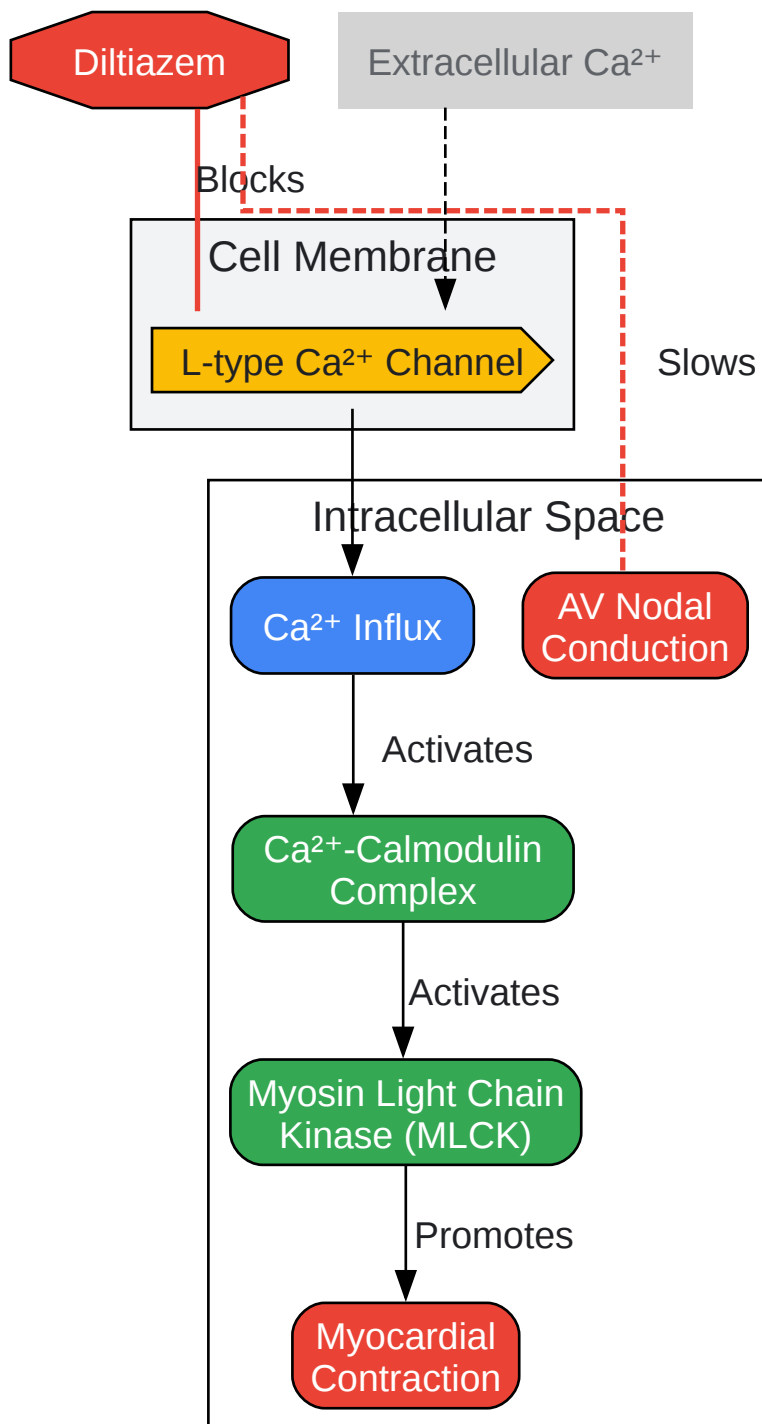 Diltiazem
Extracellular Ca²⁺
Blocks
Cell Membrane
L-type Ca²⁺ Channel
Slows
Intracellular Space
Ca²⁺ Influx
AV Nodal
Conduction
Activates
Ca²⁺-Calmodulin
Complex
Activates
Myosin Light Chain
Kinase (MLCK)
Promotes
Myocardial
Contraction